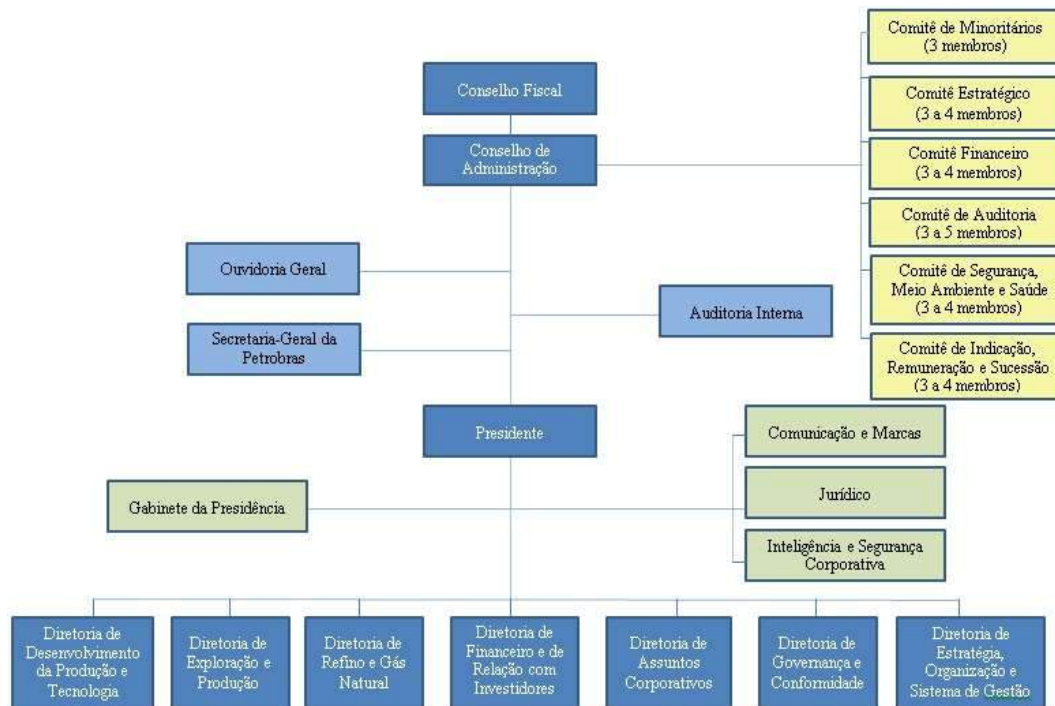 Comitê de Minoritários
(3 membros)
Conselho Fiscal
Comitê Estratégico
(3 a 4 membros)
Conselho de
Administração
Comitê Financeiro
(3 a 4 membros)
Comitê de Auditoria
(3 a 5 membros)
Ouvidoria Geral
Comitê de Segurança,
Meio Ambiente e Saúde
(3 a 4 membros)
Auditoria Interna
Secretaria-Geral da
Petrobras
Comitê de Indicação,
Remuneração e Sucessão
(3 a 4 membros)
Presidente
Comunicação e Marcas
Gabinete da Presidência
Jurídico
Inteligência e Segurança
Corporativa
Diretoria de
Desenvolvimento
da Produção e
Tecnologia
Diretoria de
Exploração e
Produção
Diretoria de
Refino e Gás
Natural
Diretoria de
Financeiro e de
Relação com
Investidores
Diretoria de
Assuntos
Corporativos
Diretoria de
Governança e
Conformidade
Diretoria de
Estratégia,
Organização e
Sistema de Gestão